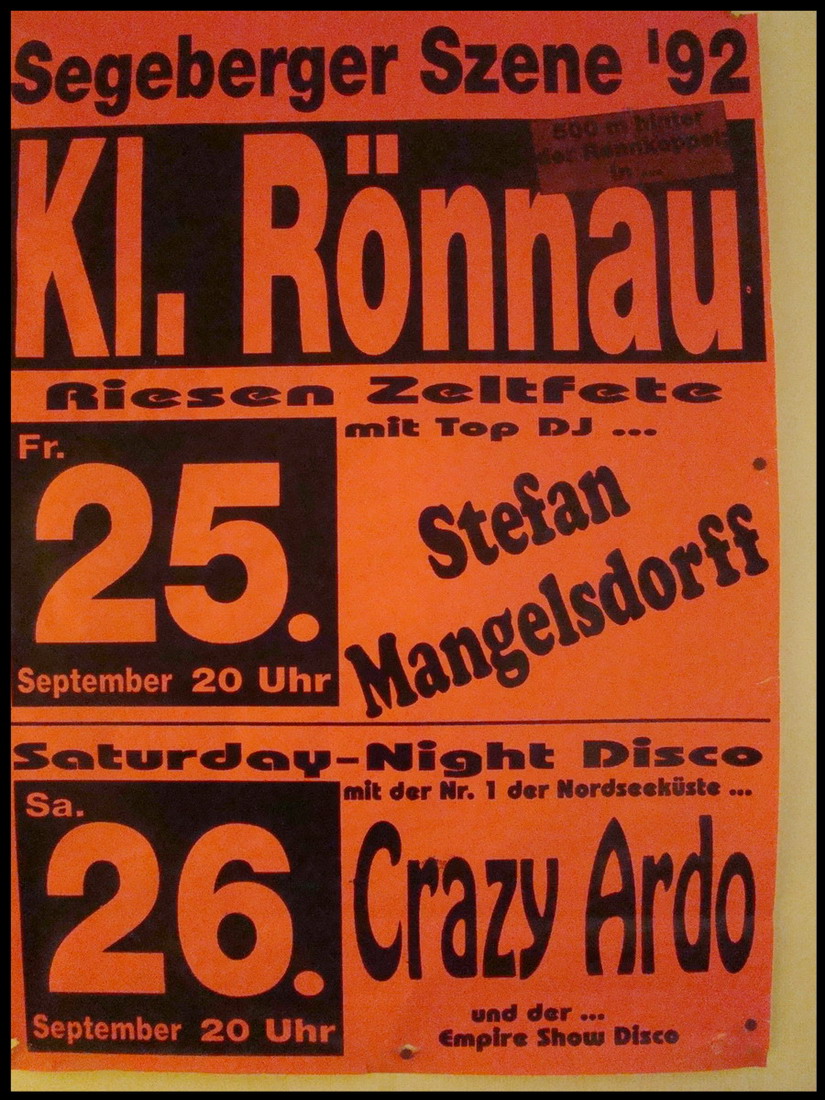 Segeberger Szene '92
500 m hinter
der Rennkoppel:
in ...
Kl. Rönnau
Riesen Zeltfete
mit Top DJ ...
Fr.
25.
September 20 Uhr
Stefan
Mangelsdorff
Saturday-Night Disco
mit der Nr. 1 der Nordseeküste ...
Sa.
26.
September 20 Uhr
Crazy Ardo
und der ...
Empire Show Disco